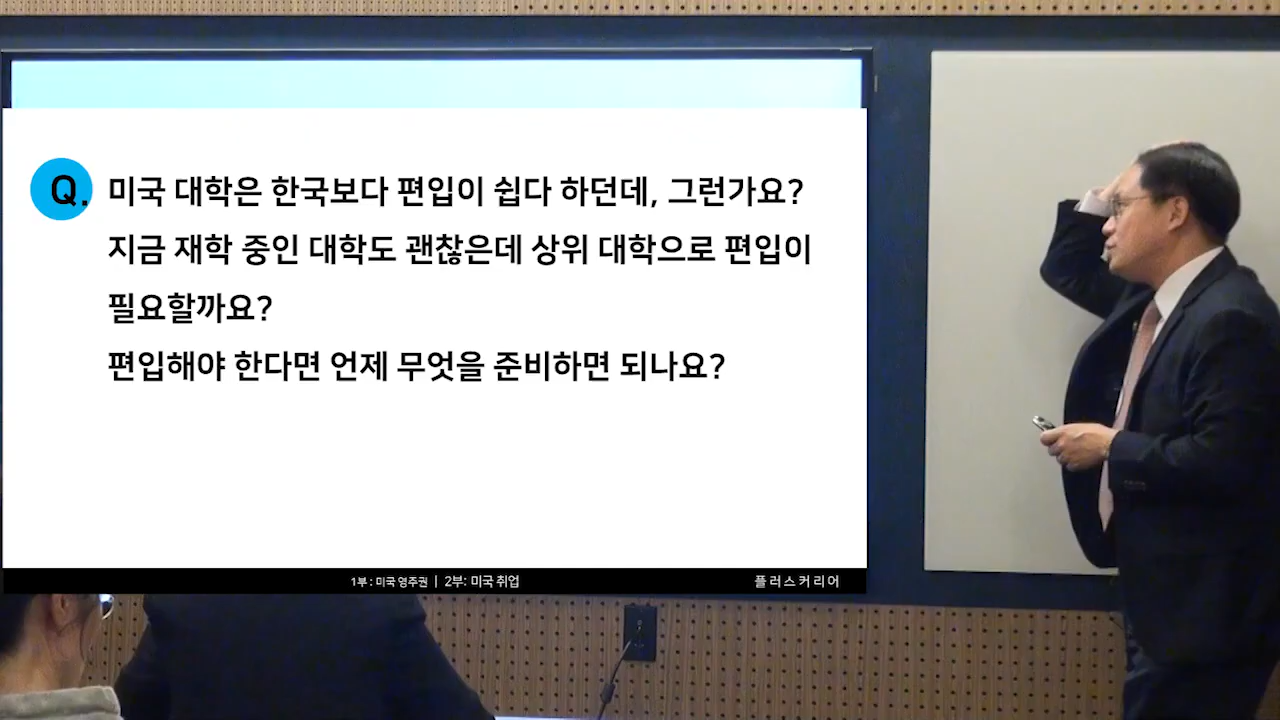 Q. 미국 대학은 한국보다 편입이 쉽다 하던데, 그런가요?
지금 재학 중인 대학도 괜찮은데 상위 대학으로 편입이
필요할까요?
편입해야 한다면 언제 무엇을 준비하면 되나요?
1부 : 미국 영주권 | 2부: 미국 취업
플러스커리어